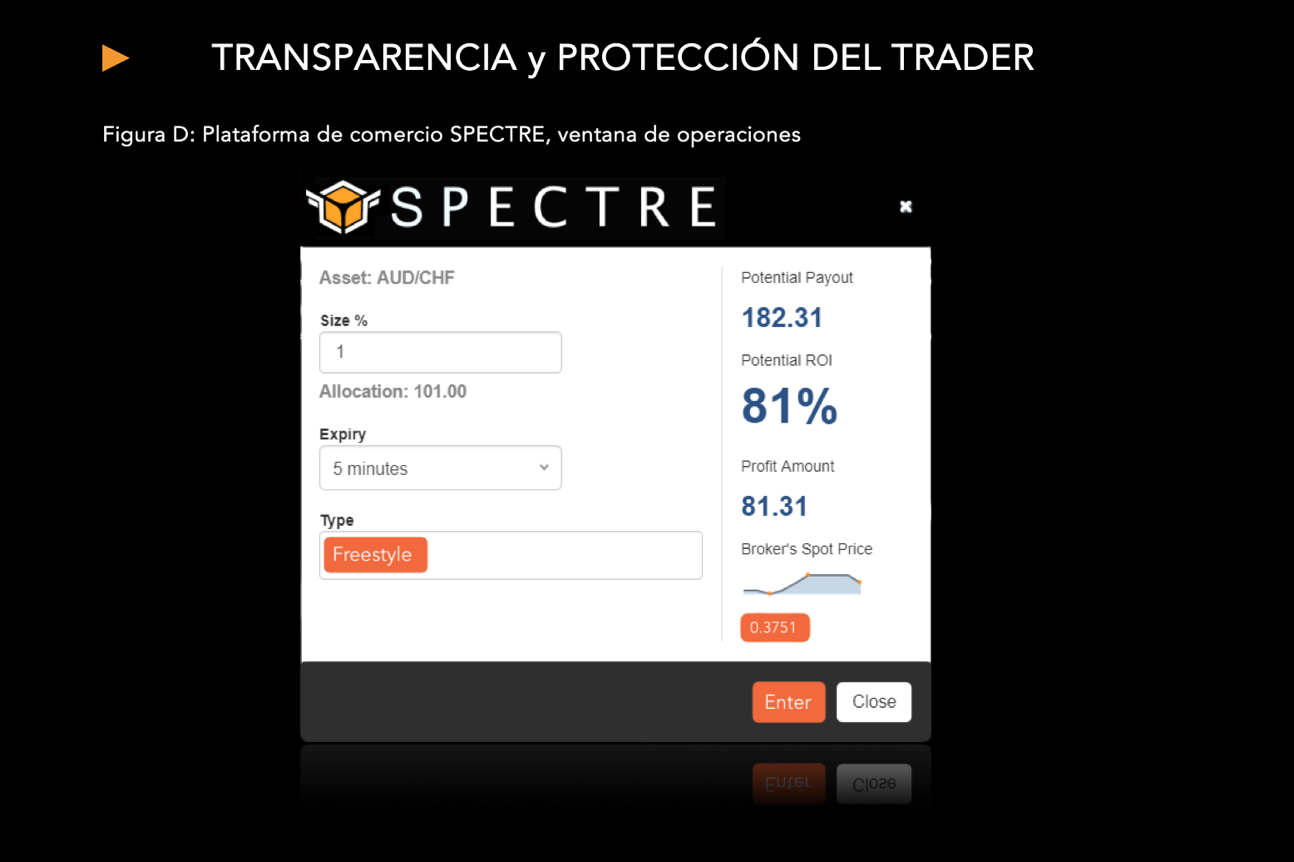 TRANSPARENCIA y PROTECCIÓN DEL TRADER
Figura D: Plataforma de comercio SPECTRE, ventana de operaciones
SPECTRE
Asset: AUD/CHF
Size %
1
Allocation: 101.00
Expiry
5 minutes
Type
Freestyle
Potential Payout
182.31
Potential ROI
81%
Profit Amount
81.31
Broker's Spot Price
0.3751
Enter
Close